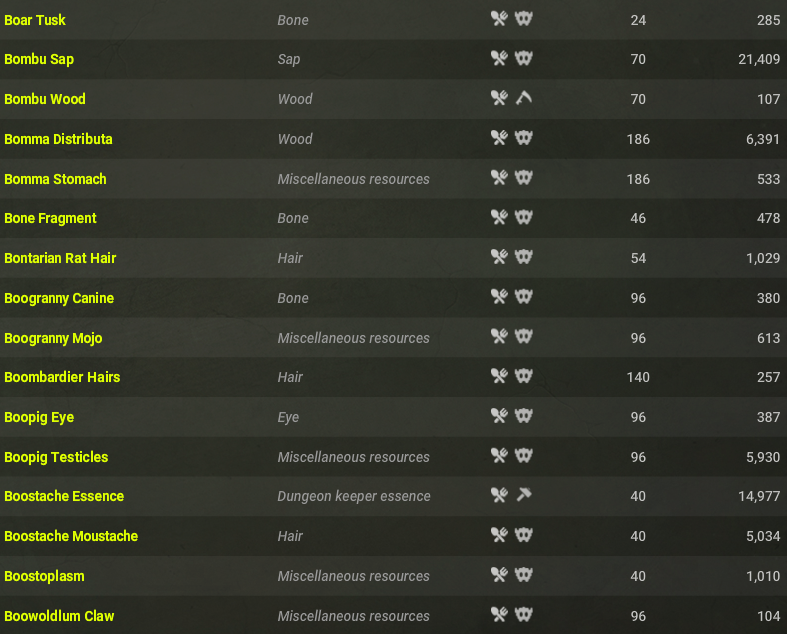 Boar Tusk Bone 24 285
Bombu Sap Sap 70 21,409
Bombu Wood Wood 70 107
Bomma Distributa Wood 186 6,391
Bomma Stomach Miscellaneous resources 186 533
Bone Fragment Bone 46 478
Bontarian Rat Hair Hair 54 1,029
Boogranny Canine Bone 96 380
Boogranny Mojo Miscellaneous resources 96 613
Boombardier Hairs Hair 140 257
Boopig Eye Eye 96 387
Boopig Testicles Miscellaneous resources 96 5,930
Boostache Essence Dungeon keeper essence 40 14,977
Boostache Moustache Hair 40 5,034
Boostoplasm Miscellaneous resources 40 1,010
Boowoldlum Claw Miscellaneous resources 96 104